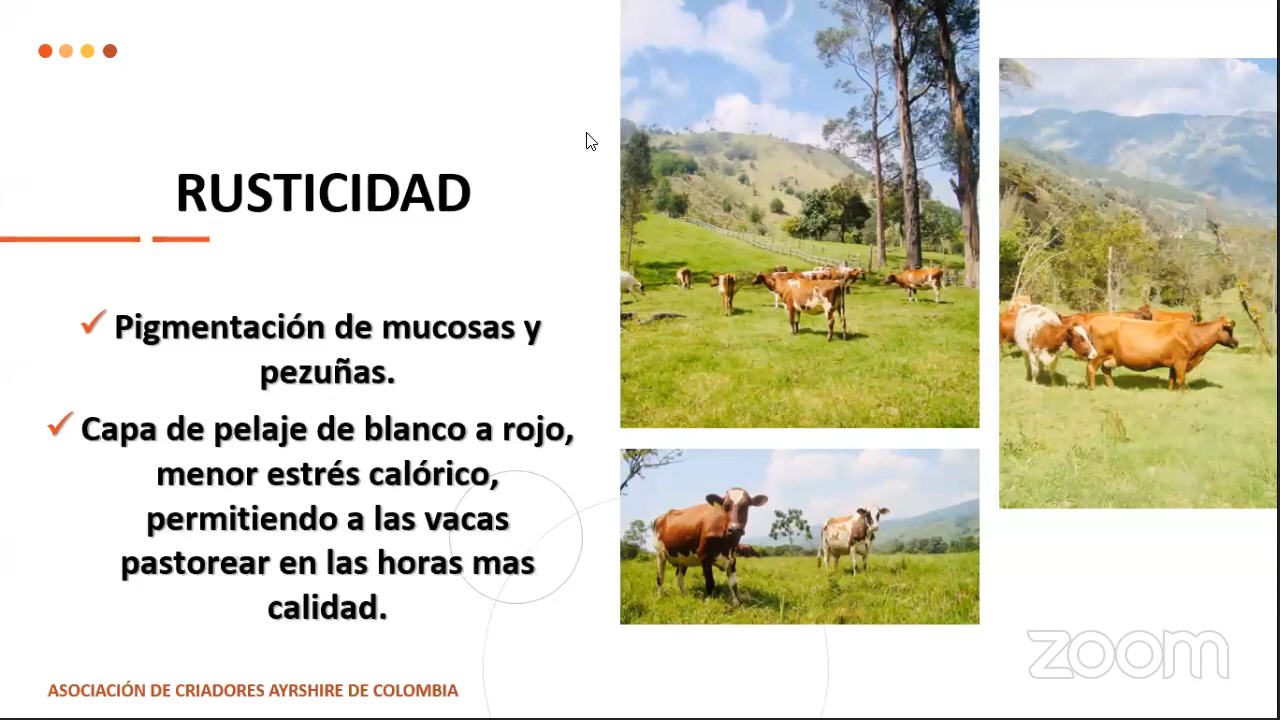 RUSTICIDAD
Pigmentación de mucosas y
pezuñas.
Capa de pelaje de blanco a rojo,
menor estrés calórico,
permitiendo a las vacas
pastorear en las horas mas
calidad.
ASOCIACIÓN DE CRIADORES AYRSHIRE DE COLOMBIA
zoom